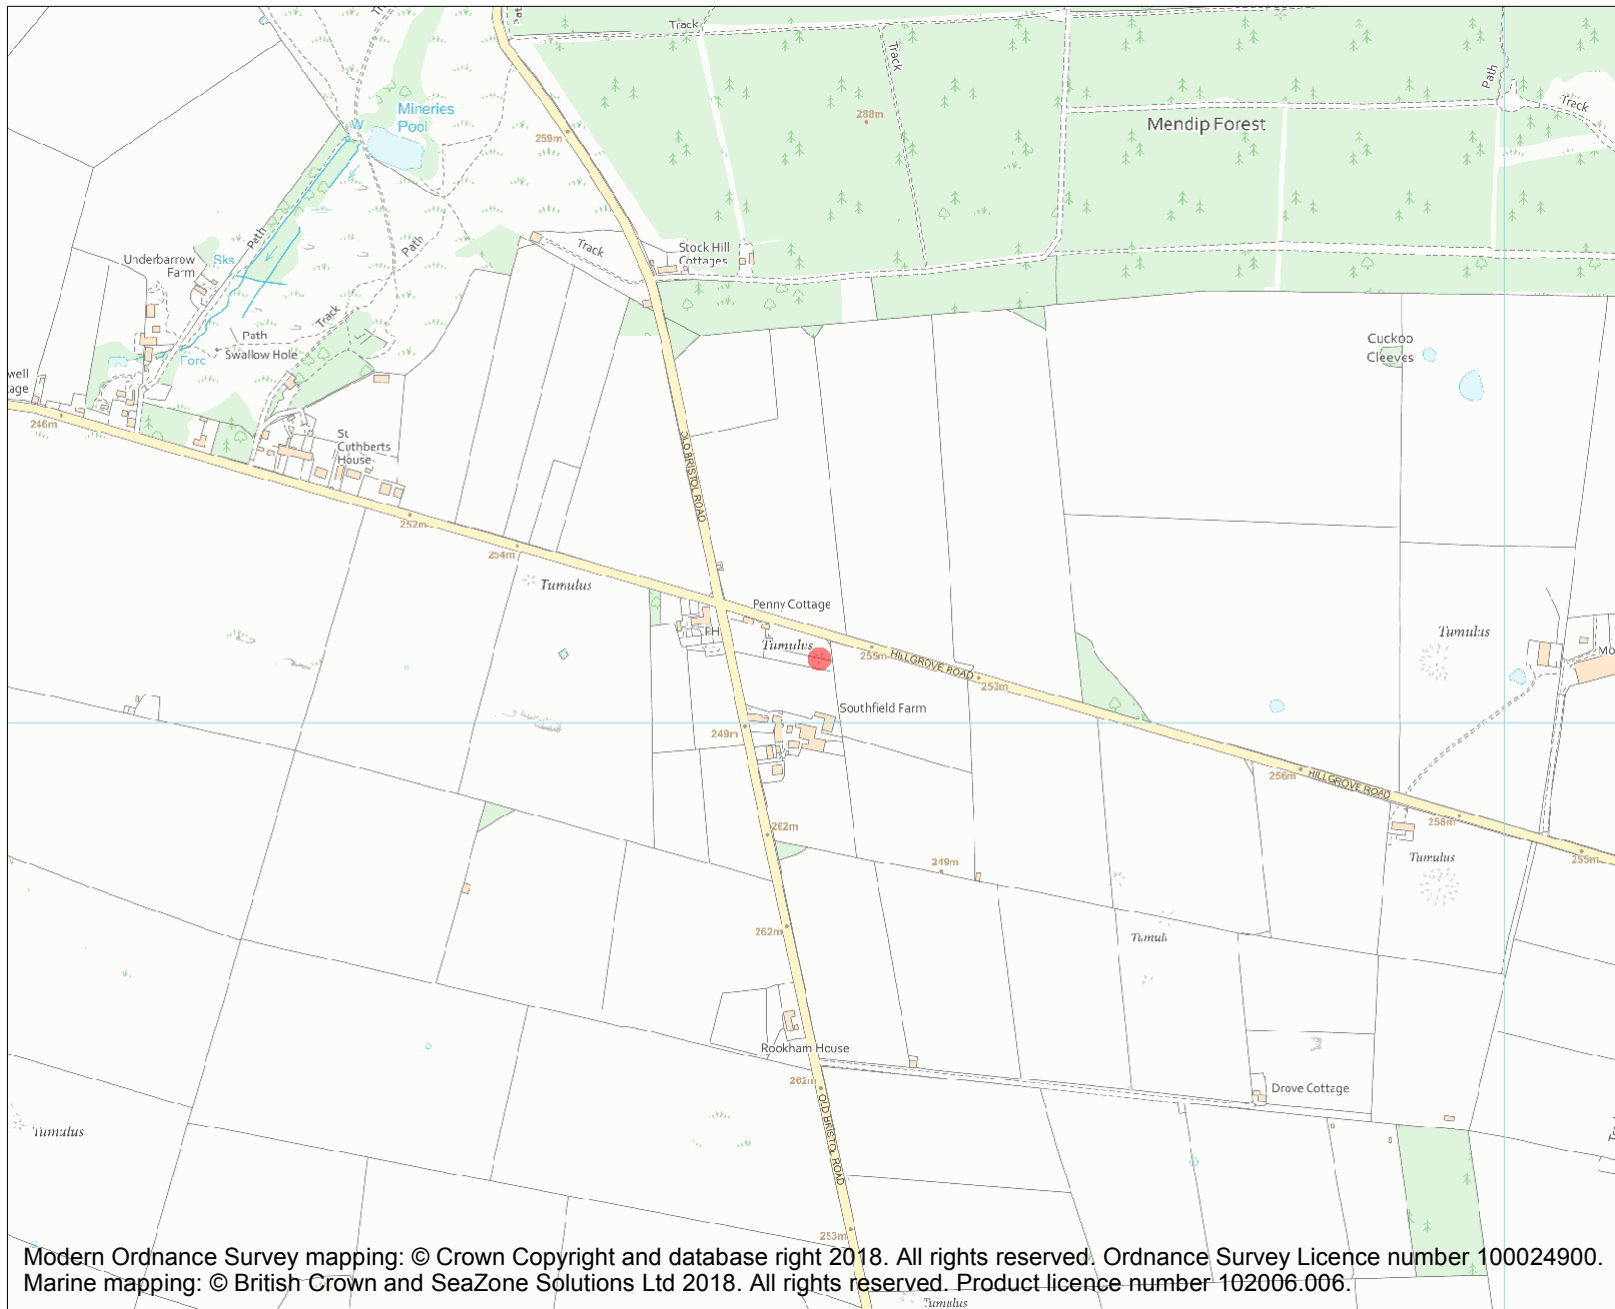 Track
Path
Track
Path
Mineries
Pool
W
288m
Mendip Forest
Track
259m
Path
Path
Track
Stock Hill
Cottages
Underbarrow
Farm
Sks
Track
Path
Swallow Hole
Forc
Cuckoo
Cleeves
well
tage
246m
St
Cuthberts
House
OLD BRISTOL ROAD
252m
254m
Tumulus
Penny Cottage
PH
Tumulus
255m
HILLGROVE ROAD
253m
Tumulus
Mo
Southfield Farm
249m
256m
HILLGROVE ROAD
258m
255m
262m
249m
Tumulus
262m
Tumuli
Rookham House
262m
OLD BRISTOL ROAD
Drove Cottage
Tumulus
253m
Modern Ordnance Survey mapping: © Crown Copyright and database right 2018. All rights reserved. Ordnance Survey Licence number 100024900.
Marine mapping: © British Crown and SeaZone Solutions Ltd 2018. All rights reserved. Product licence number 102006.006.
Tumulus